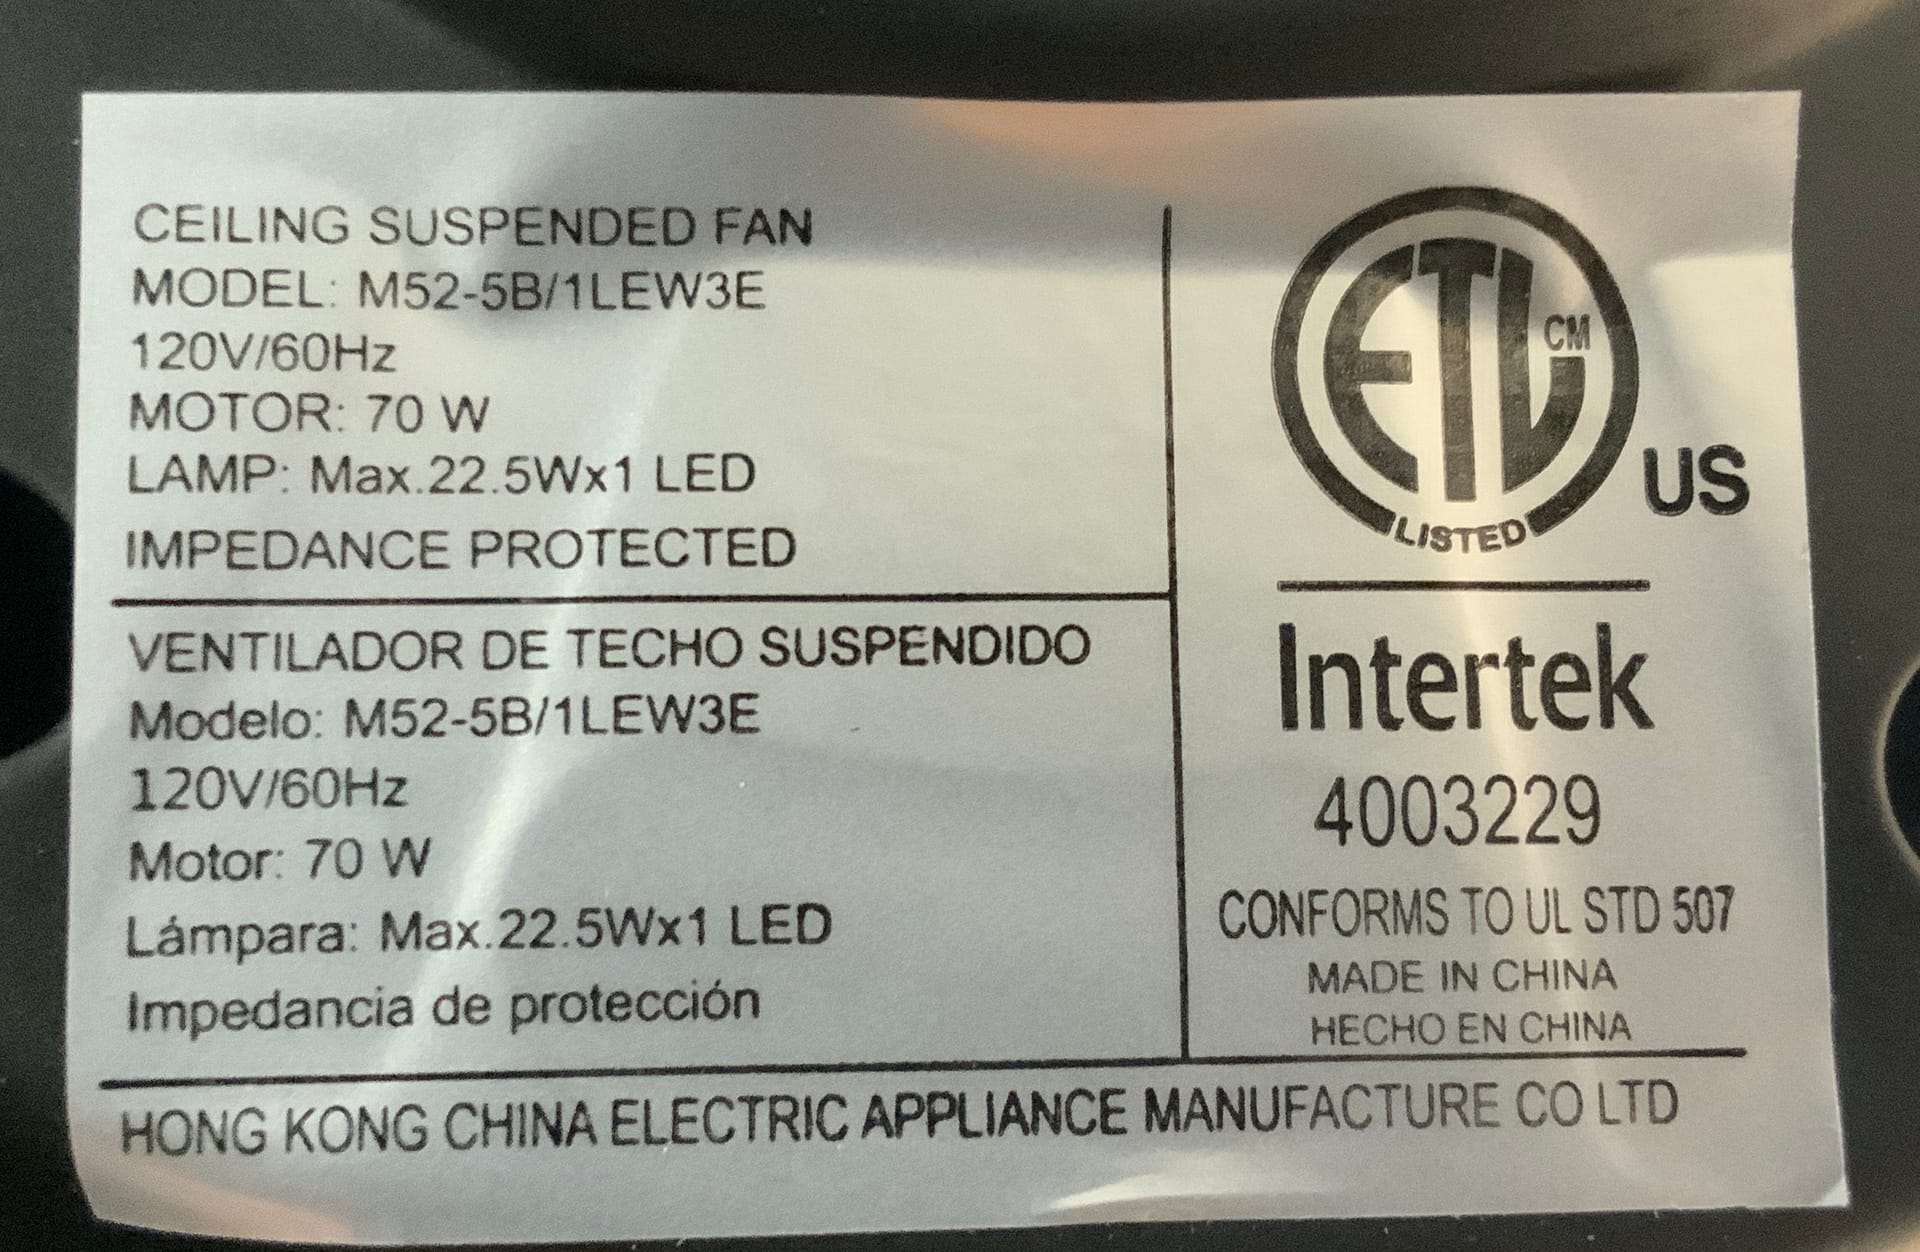 CEILING SUSPENDED FAN
MODEL: M52-5B/1LEW3E
120V/60Hz
MOTOR: 70 W
LAMP: Max.22.5Wx1 LED
IMPEDANCE PROTECTED
VENTILADOR DE TECHO SUSPENDIDO
Modelo: M52-5B/1LEW3E
120V/60Hz
Motor: 70 W
Lámpara: Max.22.5Wx1 LED
Impedancia de protección
ETL CM
LISTED
US
Intertek
4003229
CONFORMS TO UL STD 507
MADE IN CHINA
HECHO EN CHINA
HONG KONG CHINA ELECTRIC APPLIANCE MANUFACTURE CO LTD